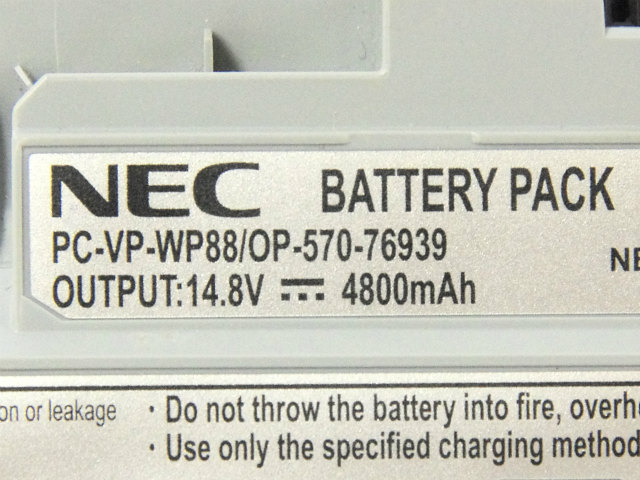 NEC BATTERY PACK
PC-VP-WP88/OP-570-76939
OUTPUT:14.8V ⎓ 4800mAh
NE
on or leakage
・Do not throw the battery into fire, overh
・Use only the specified charging method